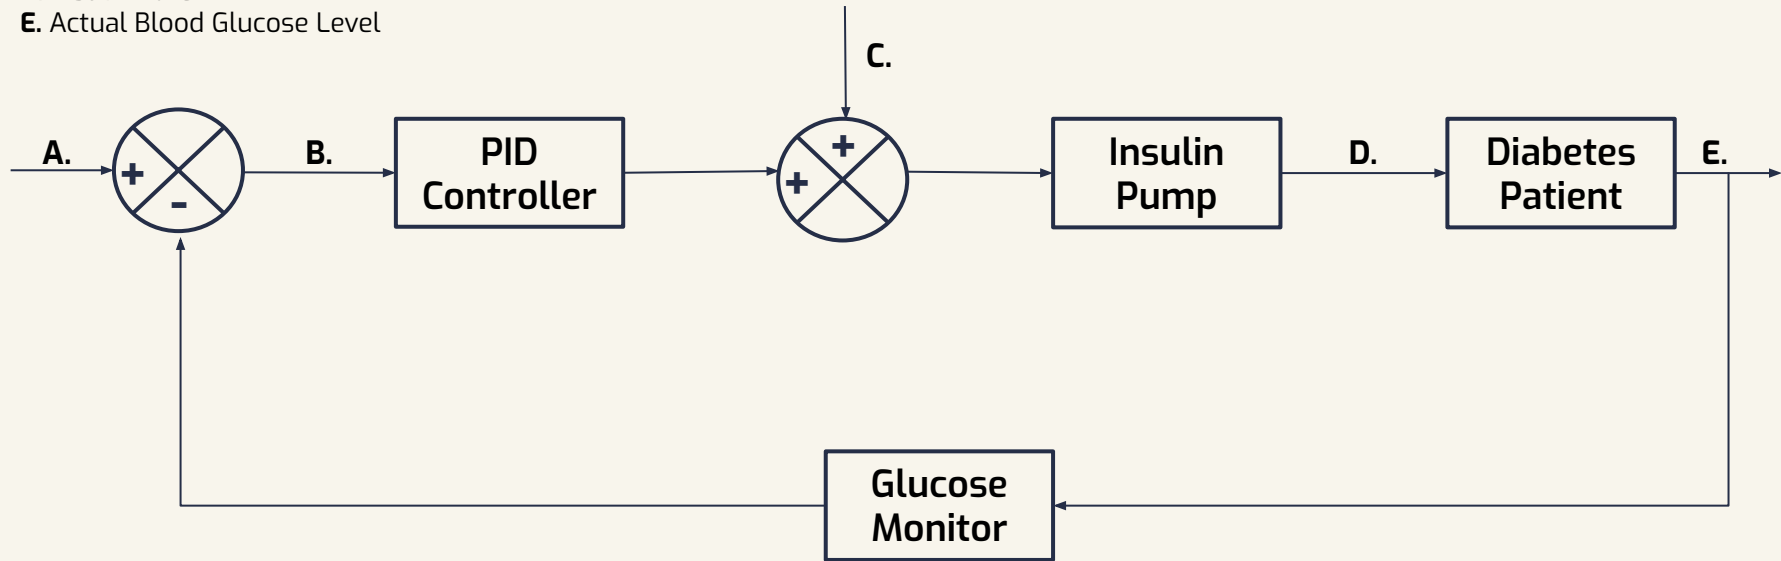 E. Actual Blood Glucose Level
C.
A.
+
-
B.
PID
Controller
+
+
Insulin
Pump
D.
Diabetes
Patient
E.
Glucose
Monitor